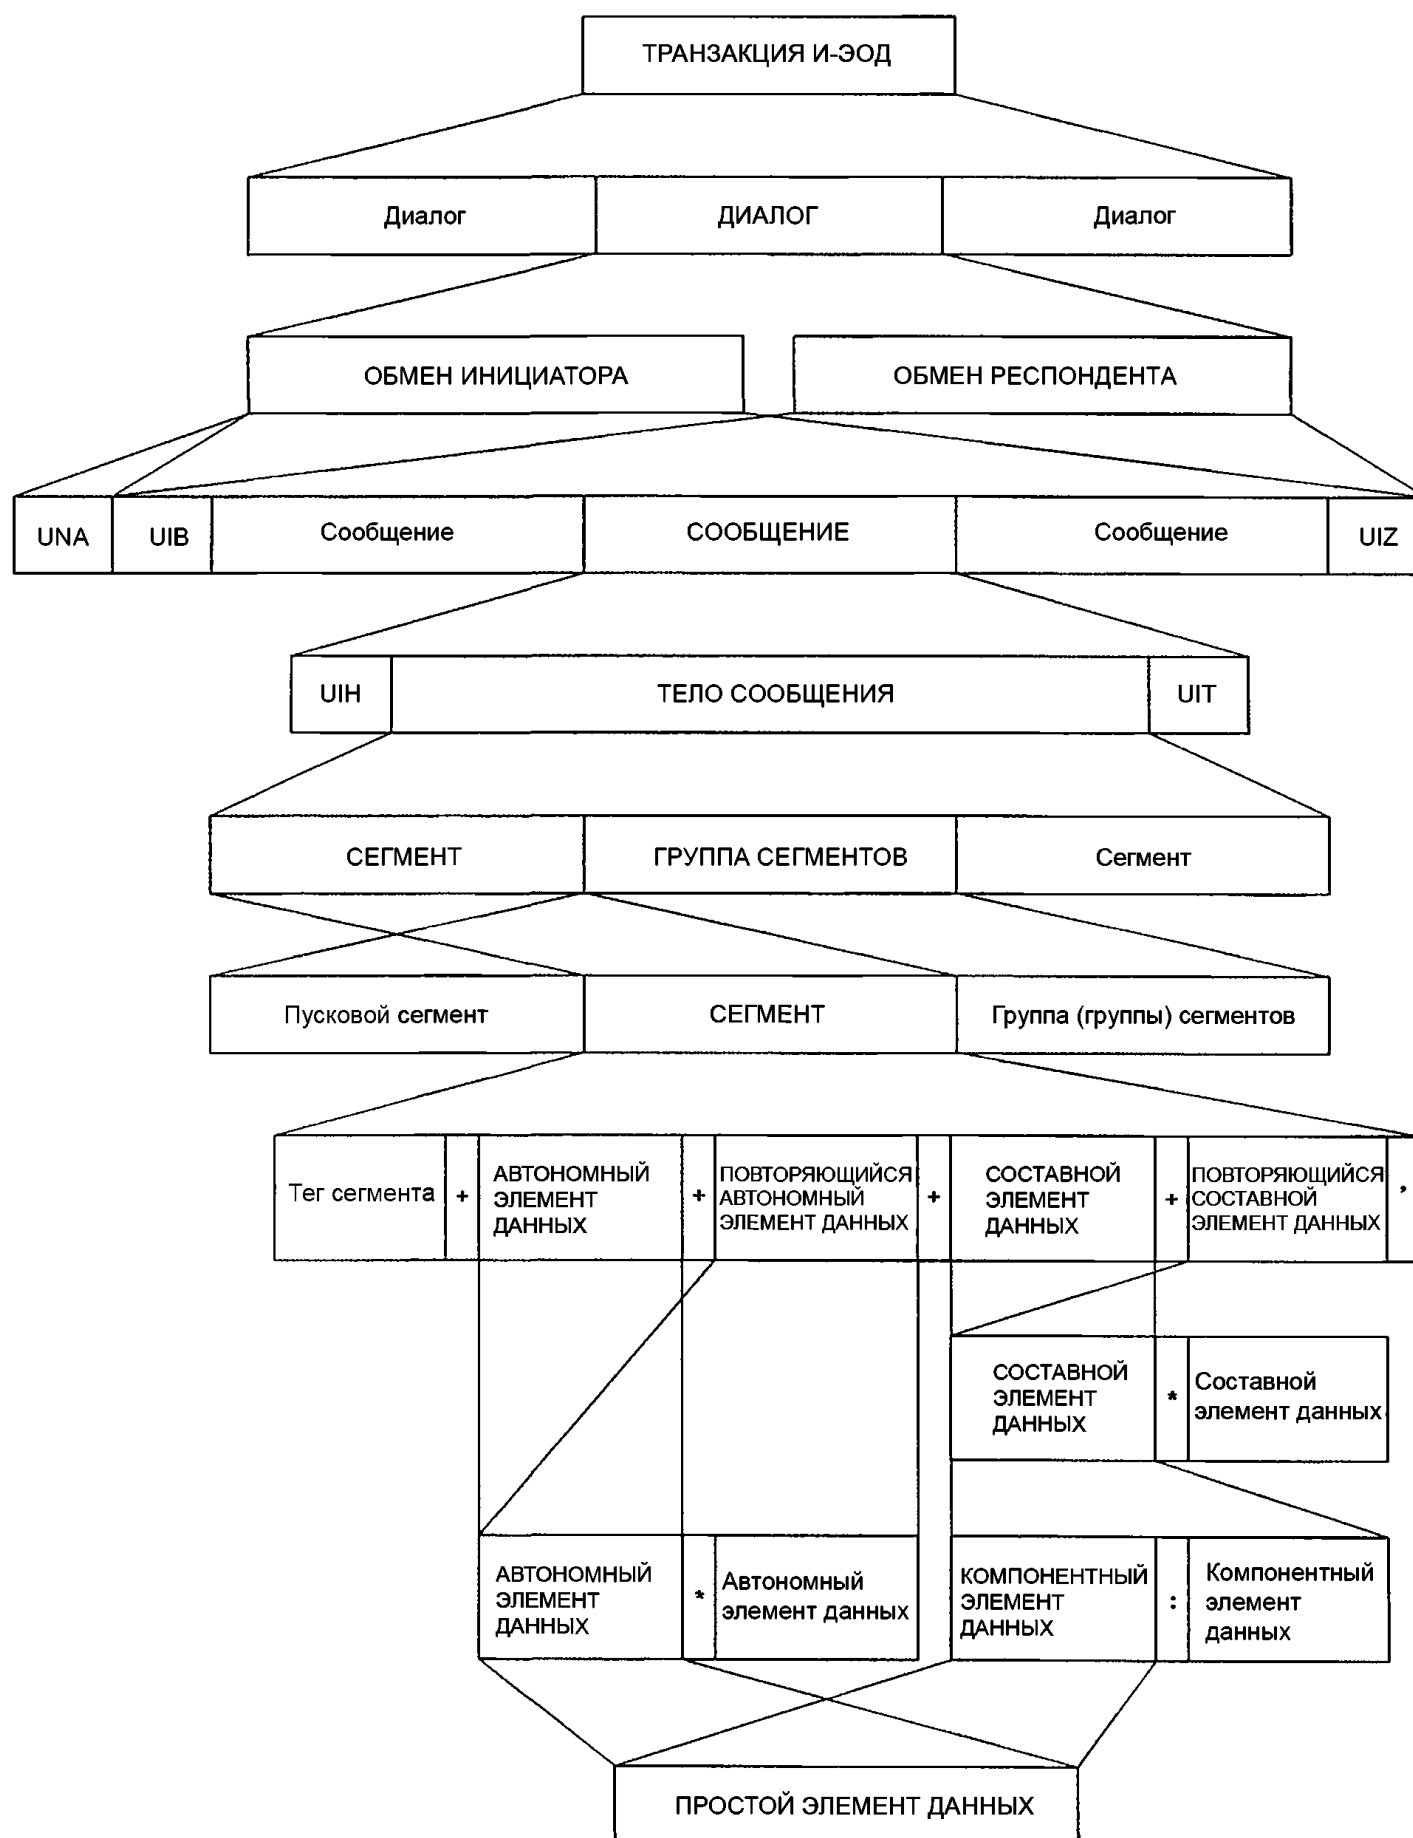 ТРАНЗАКЦИЯ И-ЭОД
Диалог ДИАЛОГ Диалог
ОБМЕН ИНИЦИАТОРА ОБМЕН РЕСПОНДЕНТА
UNA UIB Сообщение СООБЩЕНИЕ Сообщение UIZ
UIH ТЕЛО СООБЩЕНИЯ UIT
СЕГМЕНТ ГРУППА СЕГМЕНТОВ Сегмент
Пусковой сегмент СЕГМЕНТ Группа (группы) сегментов
Тег сегмента
+
АВТОНОМНЫЙ
ЭЛЕМЕНТ
ДАННЫХ
+
ПОВТОРЯЮЩИЙСЯ
АВТОНОМНЫЙ
ЭЛЕМЕНТ ДАННЫХ
+
СОСТАВНОЙ
ЭЛЕМЕНТ
ДАННЫХ
+
ПОВТОРЯЮЩИЙСЯ
СОСТАВНОЙ
ЭЛЕМЕНТ ДАННЫХ
,
СОСТАВНОЙ
ЭЛЕМЕНТ
ДАННЫХ
*
Составной
элемент данных
АВТОНОМНЫЙ
ЭЛЕМЕНТ
ДАННЫХ
*
Автономный
элемент данных
КОМПОНЕНТНЫЙ
ЭЛЕМЕНТ
ДАННЫХ
:
Компонентный
элемент
данных
ПРОСТОЙ ЭЛЕМЕНТ ДАННЫХ